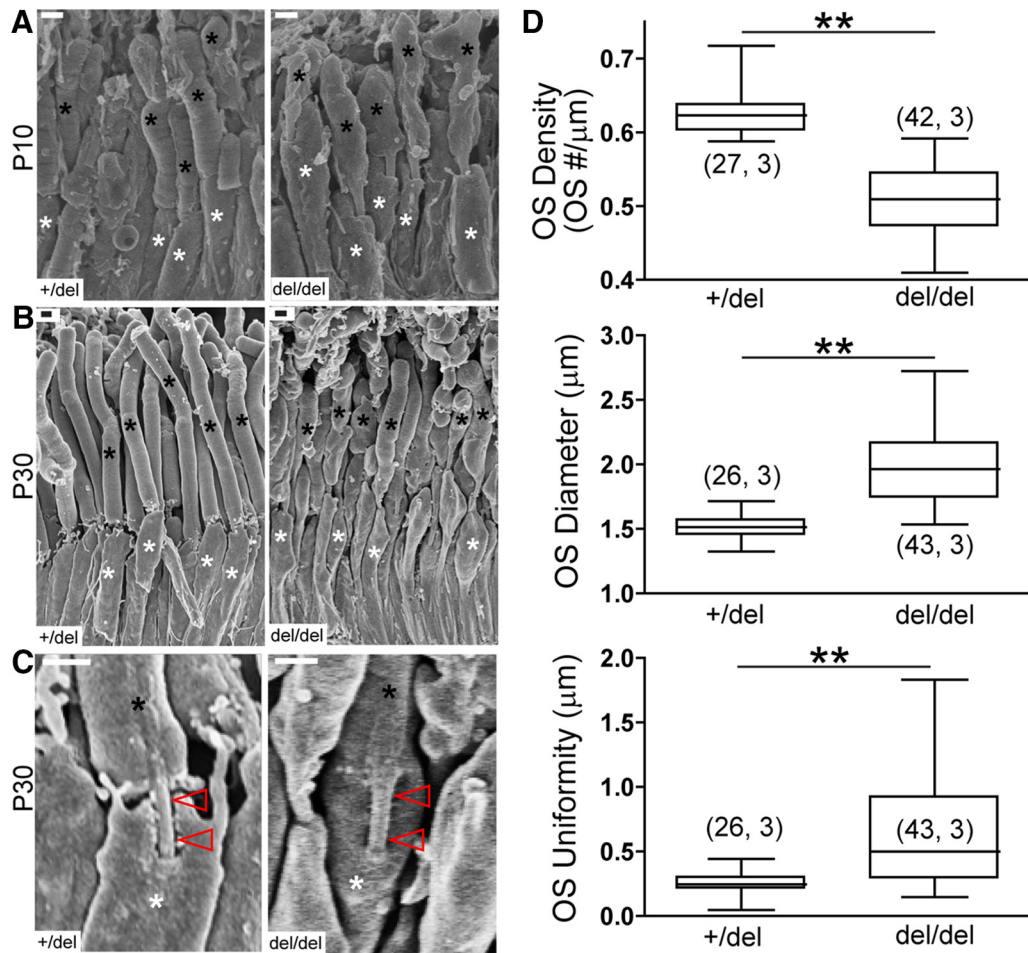 A
P10
+/del
del/del
B
P30
+/del
del/del
C
P30
+/del
del/del
D
OS Density
(OS #/μm)
0.7
0.6
0.5
0.4
**
(27, 3)
(42, 3)
+/del
del/del
OS Diameter (μm)
3.0
2.5
2.0
1.5
1.0
**
(26, 3)
(43, 3)
+/del
del/del
OS Uniformity (μm)
2.0
1.5
1.0
0.5
0.0
**
(26, 3)
(43, 3)
+/del
del/del